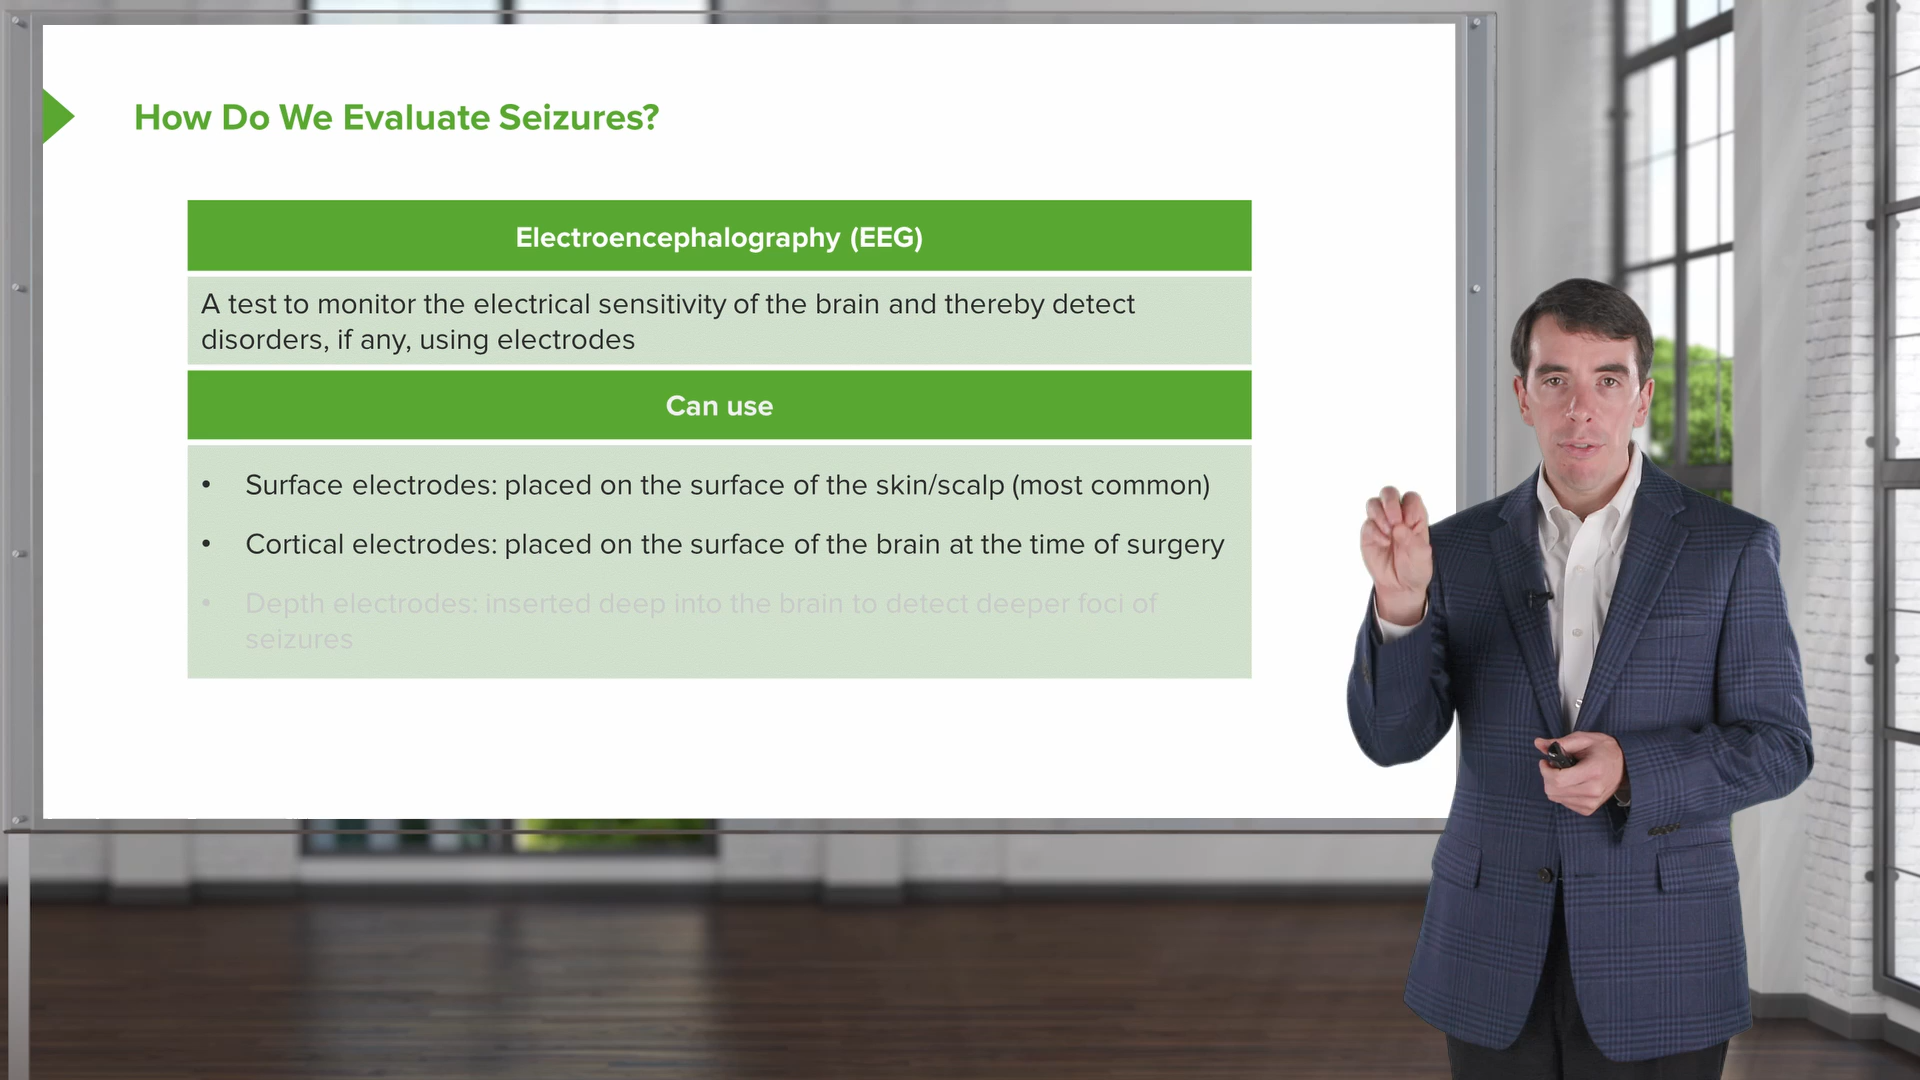 How Do We Evaluate Seizures?
Electroencephalography (EEG)
A test to monitor the electrical sensitivity of the brain and thereby detect
disorders, if any, using electrodes
Can use
• Surface electrodes: placed on the surface of the skin/scalp (most common)
• Cortical electrodes: placed on the surface of the brain at the time of surgery
• Depth electrodes: inserted deep into the brain to detect deeper foci of
seizures